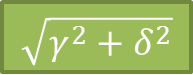 √(γ² + δ²)